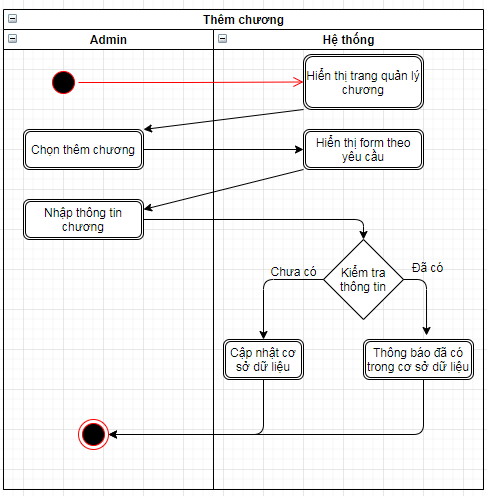 Thêm chương
Admin
Hệ thống
Hiển thị trang quản lý
chương
Chọn thêm chương
Hiển thị form theo
yêu cầu
Nhập thông tin
chương
Kiểm tra
thông tin
Chưa có
Đã có
Cập nhật cơ
sở dữ liệu
Thông báo đã có
trong cơ sở dữ liệu